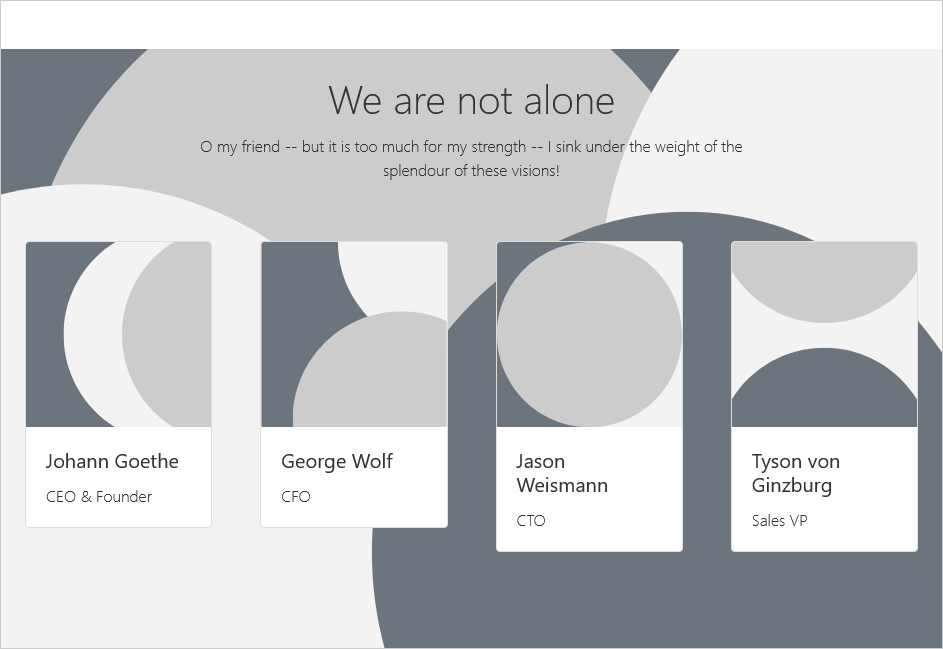 We are not alone
O my friend -- but it is too much for my strength -- I sink under the weight of the
splendour of these visions!
Johann Goethe
CEO & Founder
George Wolf
CFO
Jason
Weismann
CTO
Tyson von
Ginzburg
Sales VP